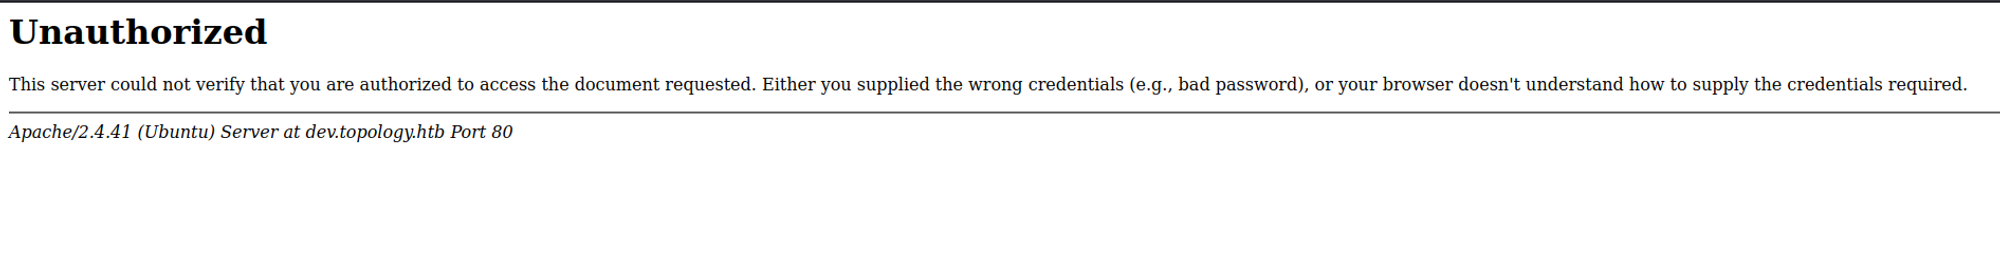 Unauthorized
This server could not verify that you are authorized to access the document requested. Either you supplied the wrong credentials (e.g., bad password), or your browser doesn't understand how to supply the credentials required.
Apache/2.4.41 (Ubuntu) Server at dev.topology.htb Port 80